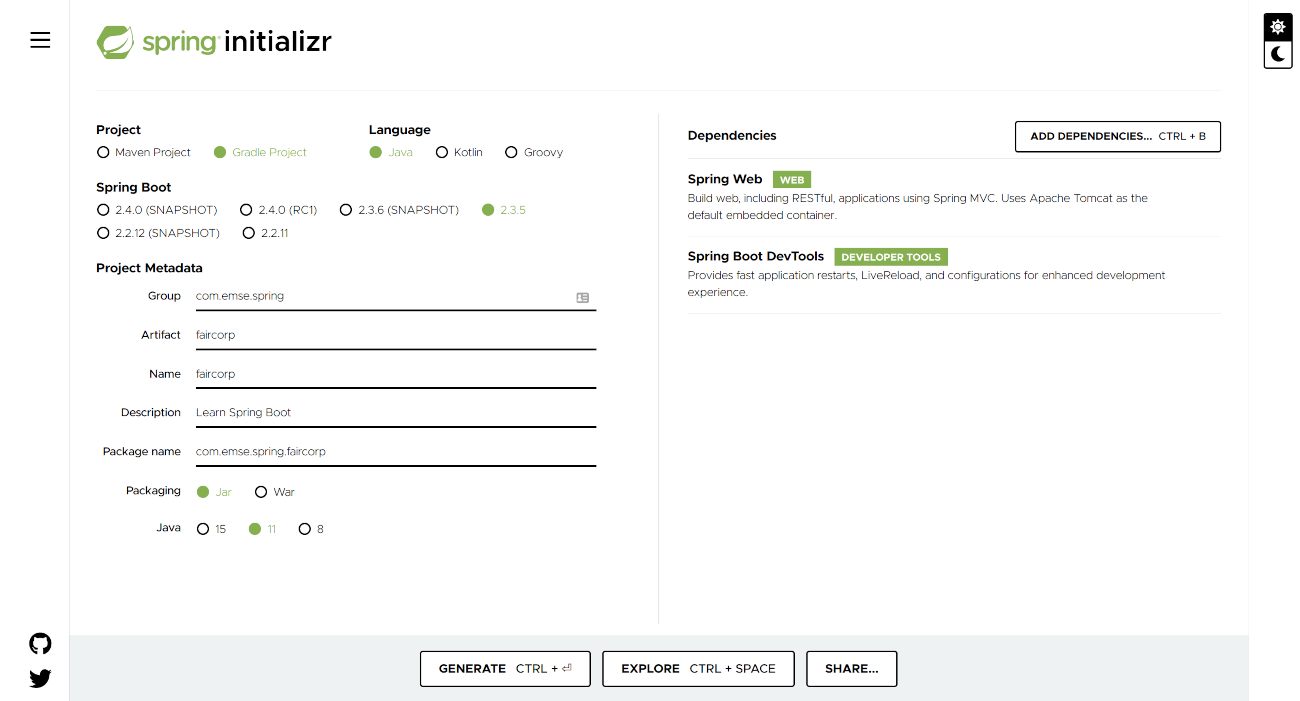 spring initializr
Project
Maven Project Gradle Project
Language
Java Kotlin Groovy
Spring Boot
2.4.0 (SNAPSHOT) 2.4.0 (RC1) 2.3.6 (SNAPSHOT) 2.3.5
2.2.12 (SNAPSHOT) 2.2.11
Project Metadata
Group com.emse.spring
Artifact faircorp
Name faircorp
Description Learn Spring Boot
Package name com.emse.spring.faircorp
Packaging Jar War
Java 15 11 8
Dependencies ADD DEPENDENCIES... CTRL + B
Spring Web WEB
Build web, including RESTful, applications using Spring MVC. Uses Apache Tomcat as the
default embedded container.
Spring Boot DevTools DEVELOPER TOOLS
Provides fast application restarts, LiveReload, and configurations for enhanced development
experience.
GENERATE CTRL + ⏎ EXPLORE CTRL + SPACE SHARE...